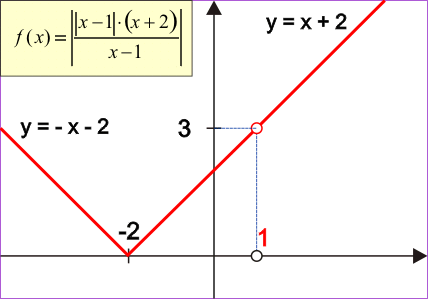 f(x) = ||x−1|·(x+2) / x−1|
y = x + 2
y = - x - 2
3
-2
1